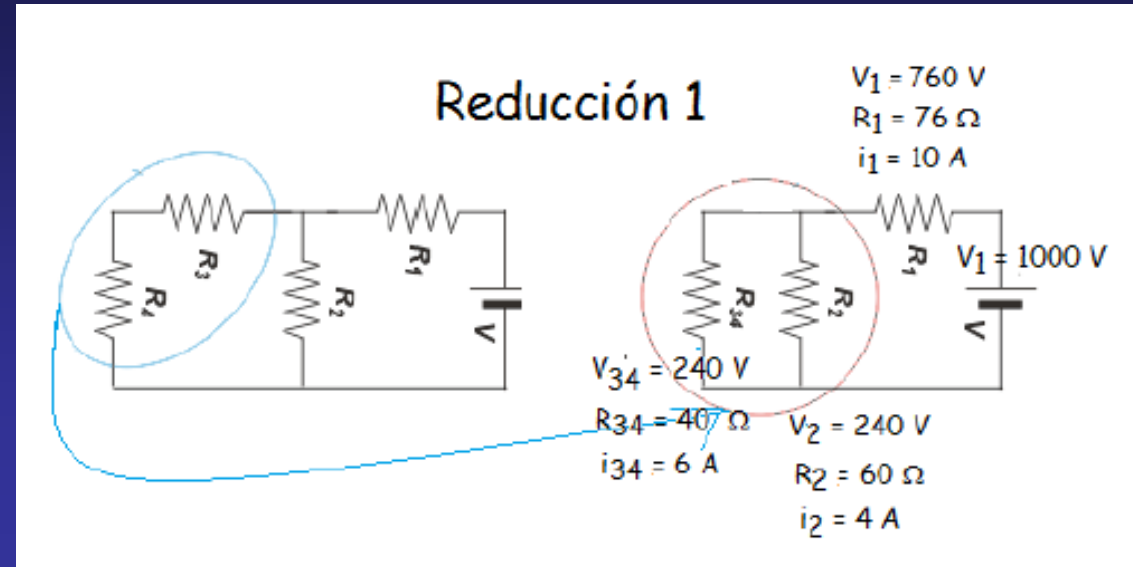 Reducción 1
V₁ = 760 V
R₁ = 76 Ω
i₁ = 10 A
R₃
R₄
R₂
R₁
V
R₃₄
R₂
R₁
V₁ = 1000 V
V
V₃₄ = 240 V
R₃₄ = 40 Ω
i₃₄ = 6 A
V₂ = 240 V
R₂ = 60 Ω
i₂ = 4 A